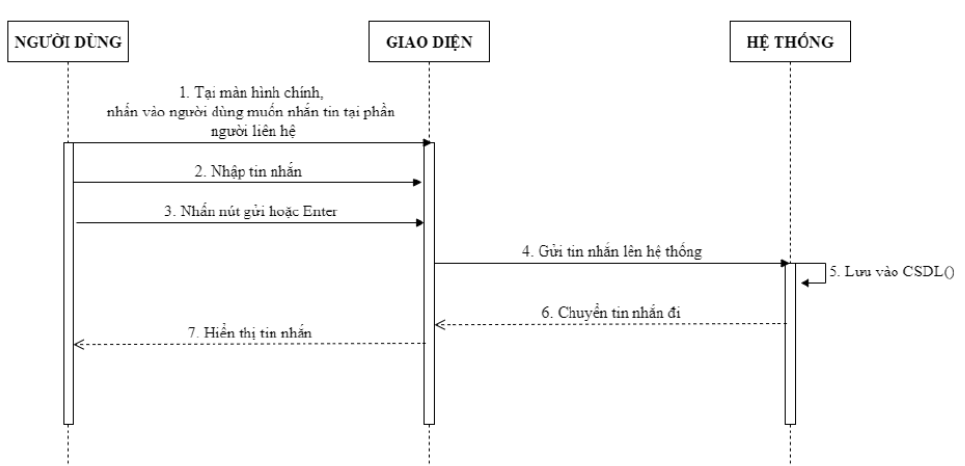 NGƯỜI DÙNG
GIAO DIỆN
HỆ THỐNG
1. Tại màn hình chính,
nhấn vào người dùng muốn nhắn tin tại phần
người liên hệ
2. Nhập tin nhắn
3. Nhấn nút gửi hoặc Enter
4. Gửi tin nhắn lên hệ thống
5. Lưu vào CSDL()
6. Chuyển tin nhắn đi
7. Hiển thị tin nhắn